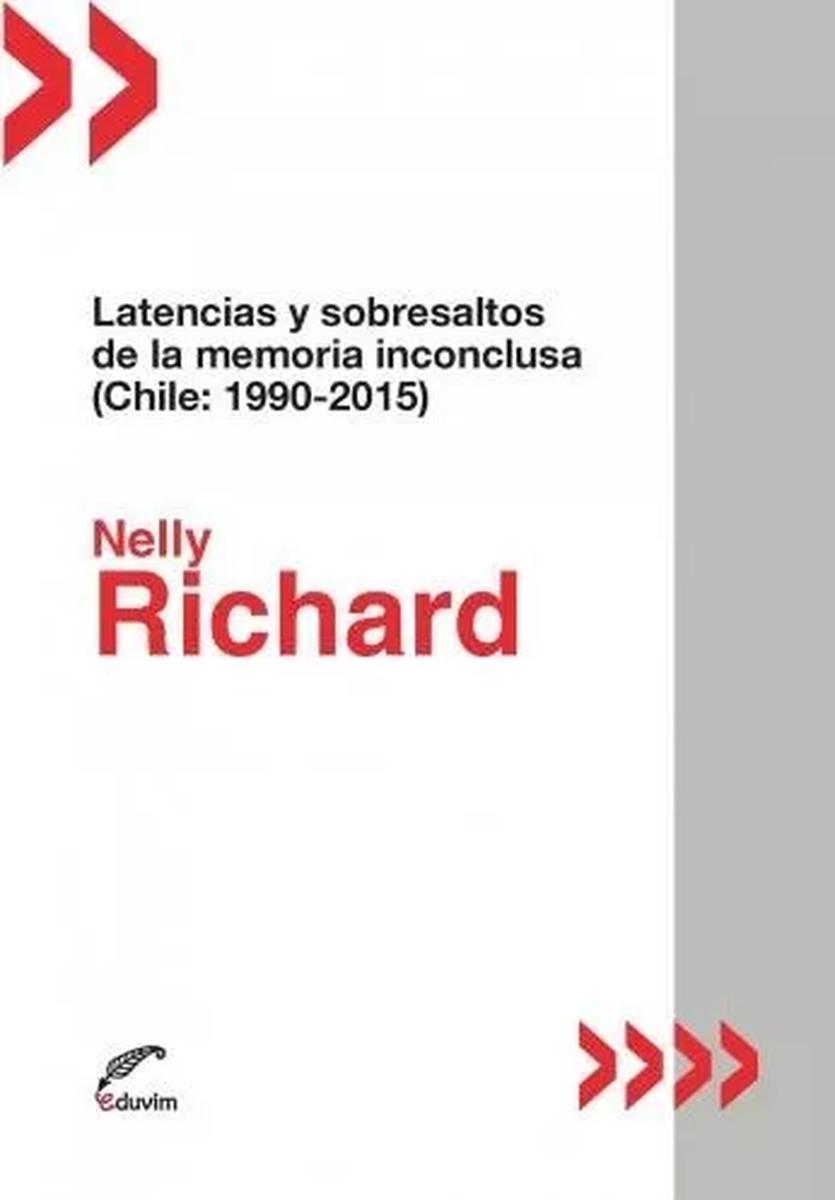 Latencias y sobresaltos
de la memoria inconclusa
(Chile: 1990-2015)
Nelly
Richard
eduvim